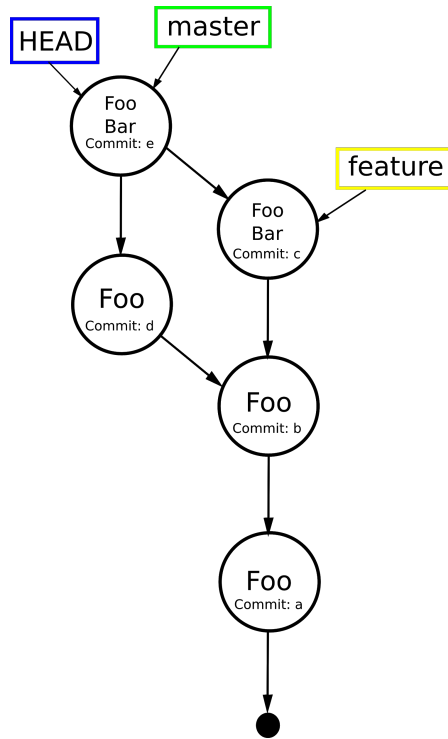 HEAD
master
Foo
Bar
Commit: e
feature
Foo
Bar
Commit: c
Foo
Commit: d
Foo
Commit: b
Foo
Commit: a